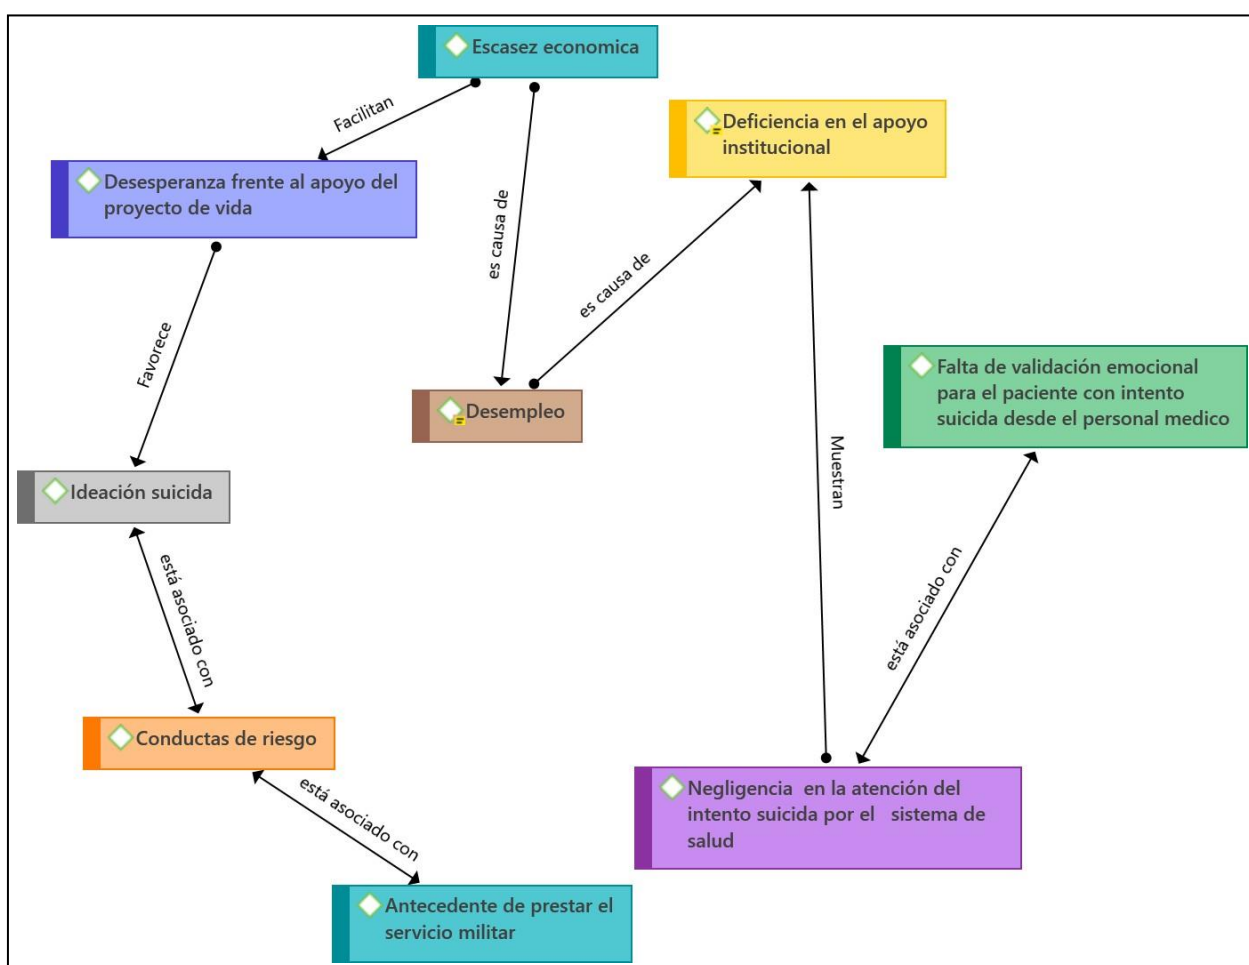 Escasez economica
Facilitan
Deficiencia en el apoyo
institucional
Desesperanza frente al apoyo del
proyecto de vida
es causa de
es causa de
Favorece
Falta de validación emocional
para el paciente con intento
suicida desde el personal medico
Desempleo
Muestran
Ideación suicida
está asociado con
está asociado con
Conductas de riesgo
está asociado con
Negligencia en la atención del
intento suicida por el sistema de
salud
Antecedente de prestar el
servicio militar